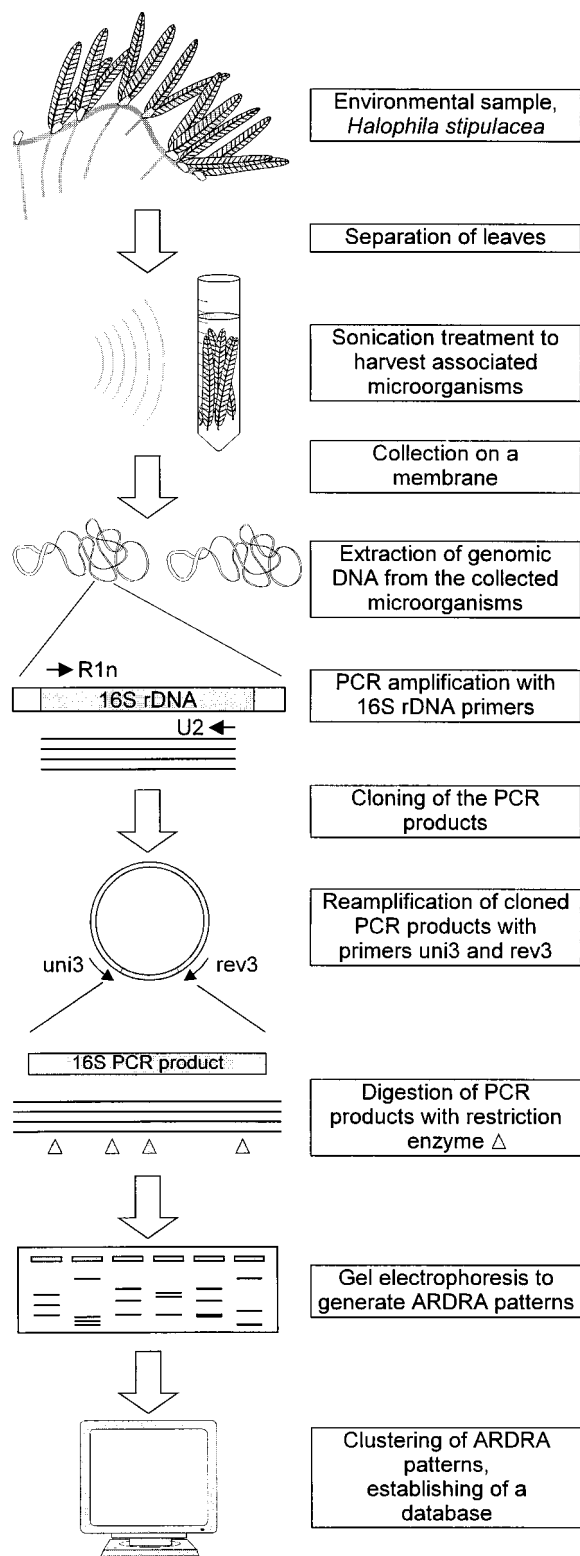 Environmental sample,
Halophila stipulacea
Separation of leaves
Sonication treatment to
harvest associated
microorganisms
Collection on a
membrane
Extraction of genomic
DNA from the collected
microorganisms
R1n
16S rDNA
U2
PCR amplification with
16S rDNA primers
Cloning of the PCR
products
Reamplification of cloned
PCR products with
primers uni3 and rev3
uni3
rev3
16S PCR product
Digestion of PCR
products with restriction
enzyme △
Gel electrophoresis to
generate ARDRA patterns
Clustering of ARDRA
patterns,
establishing of a
database